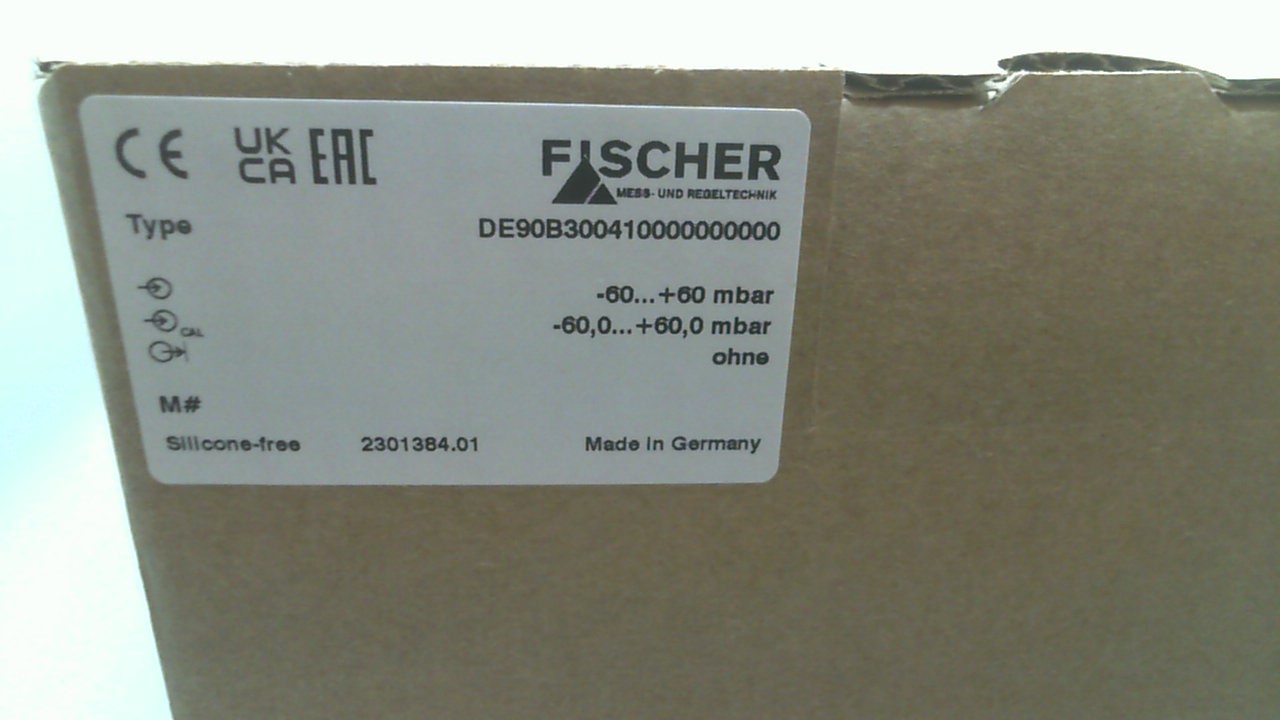 CE UK CA EAC
FISCHER
MESS- UND REGELTECHNIK
Type DE90B300410000000000
-60...+60 mbar
CAL -60,0...+60,0 mbar
ohne
M#
Silicone-free 2301384.01 Made in Germany